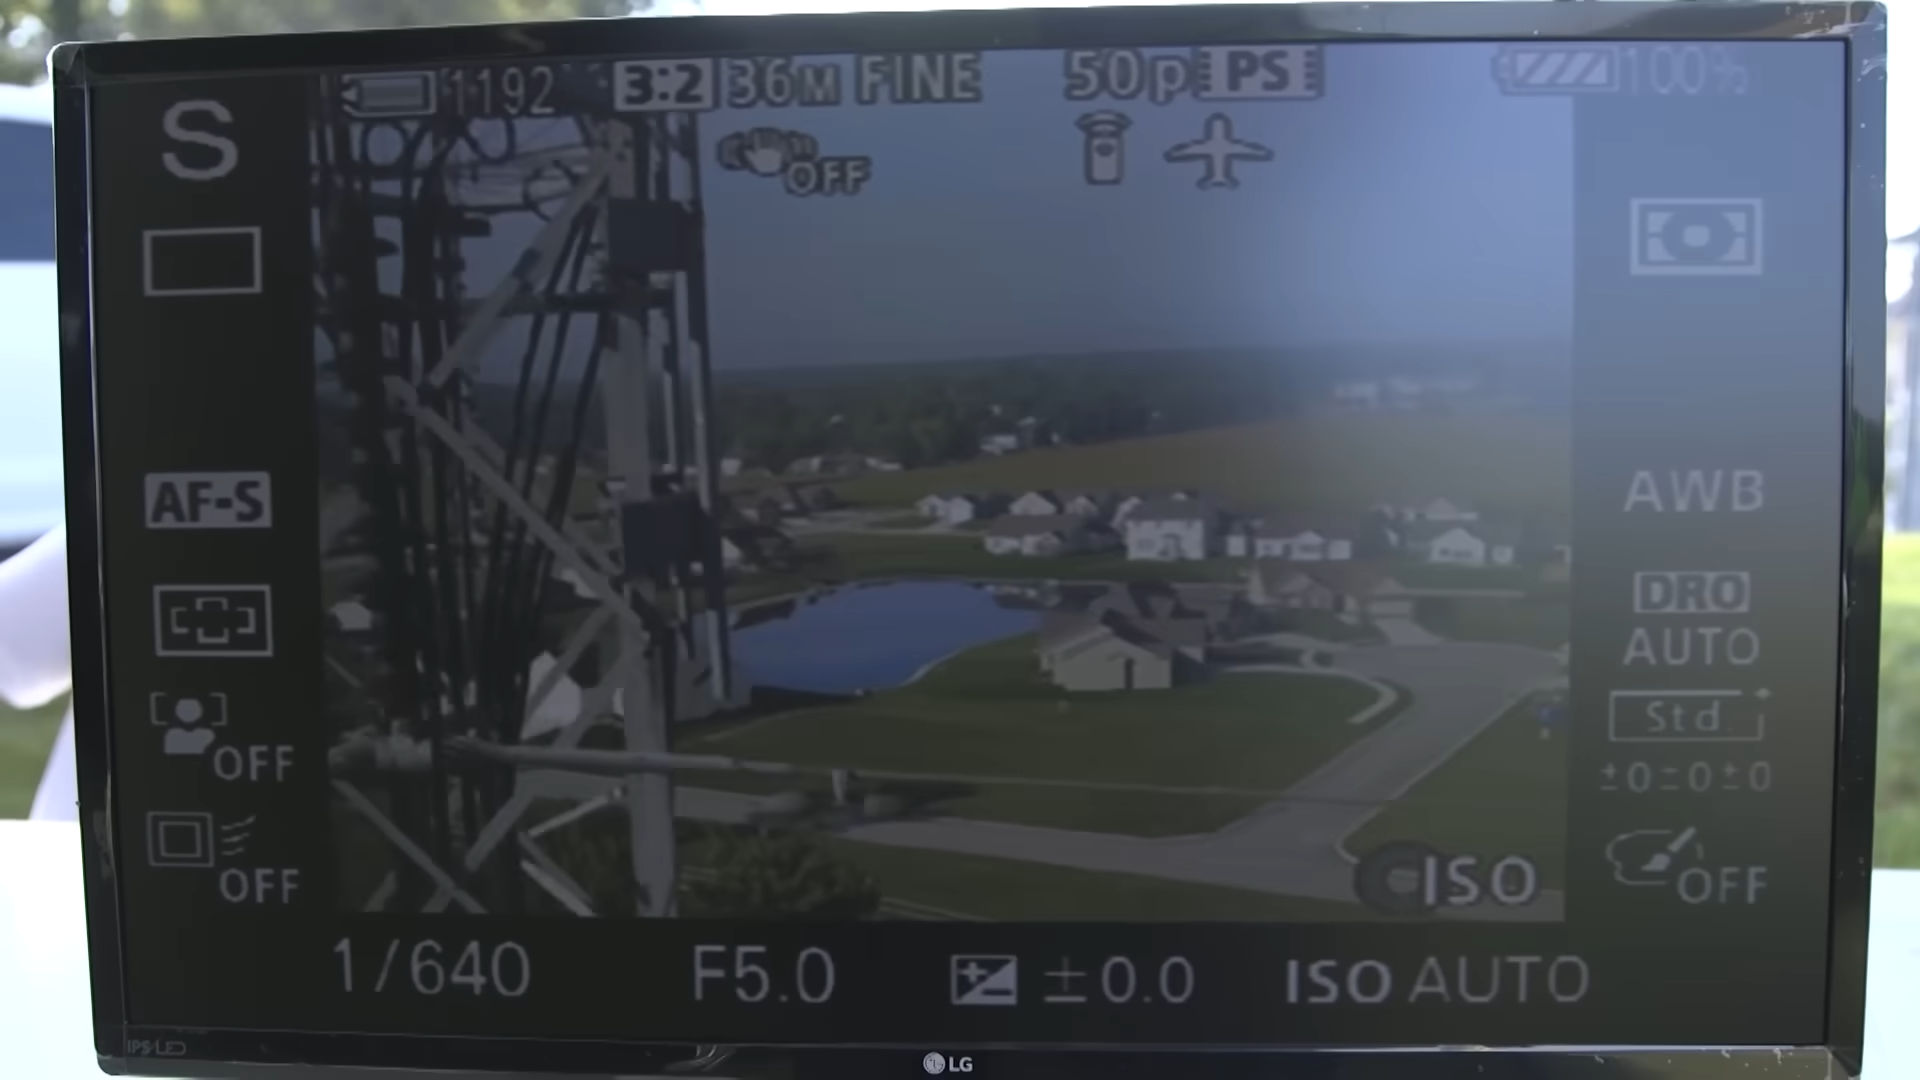 S 1192 3:2 36M FINE 50p PS 100%
OFF
AF-S
AWB
DRO
AUTO
Std.
OFF
±0±0±0
OFF
OFF
ISO
1/640 F5.0 ±0.0 ISO AUTO
IPS LED
LG